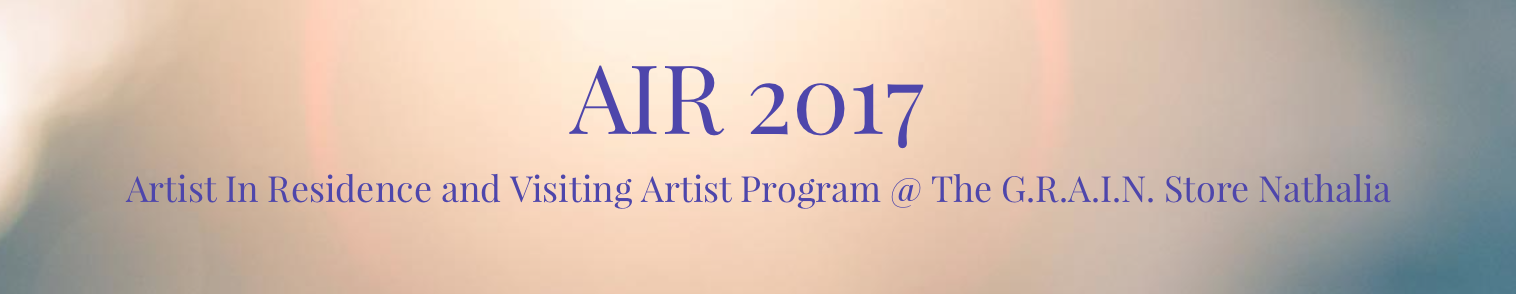 AIR 2017
Artist In Residence and Visiting Artist Program @ The G.R.A.I.N. Store Nathalia